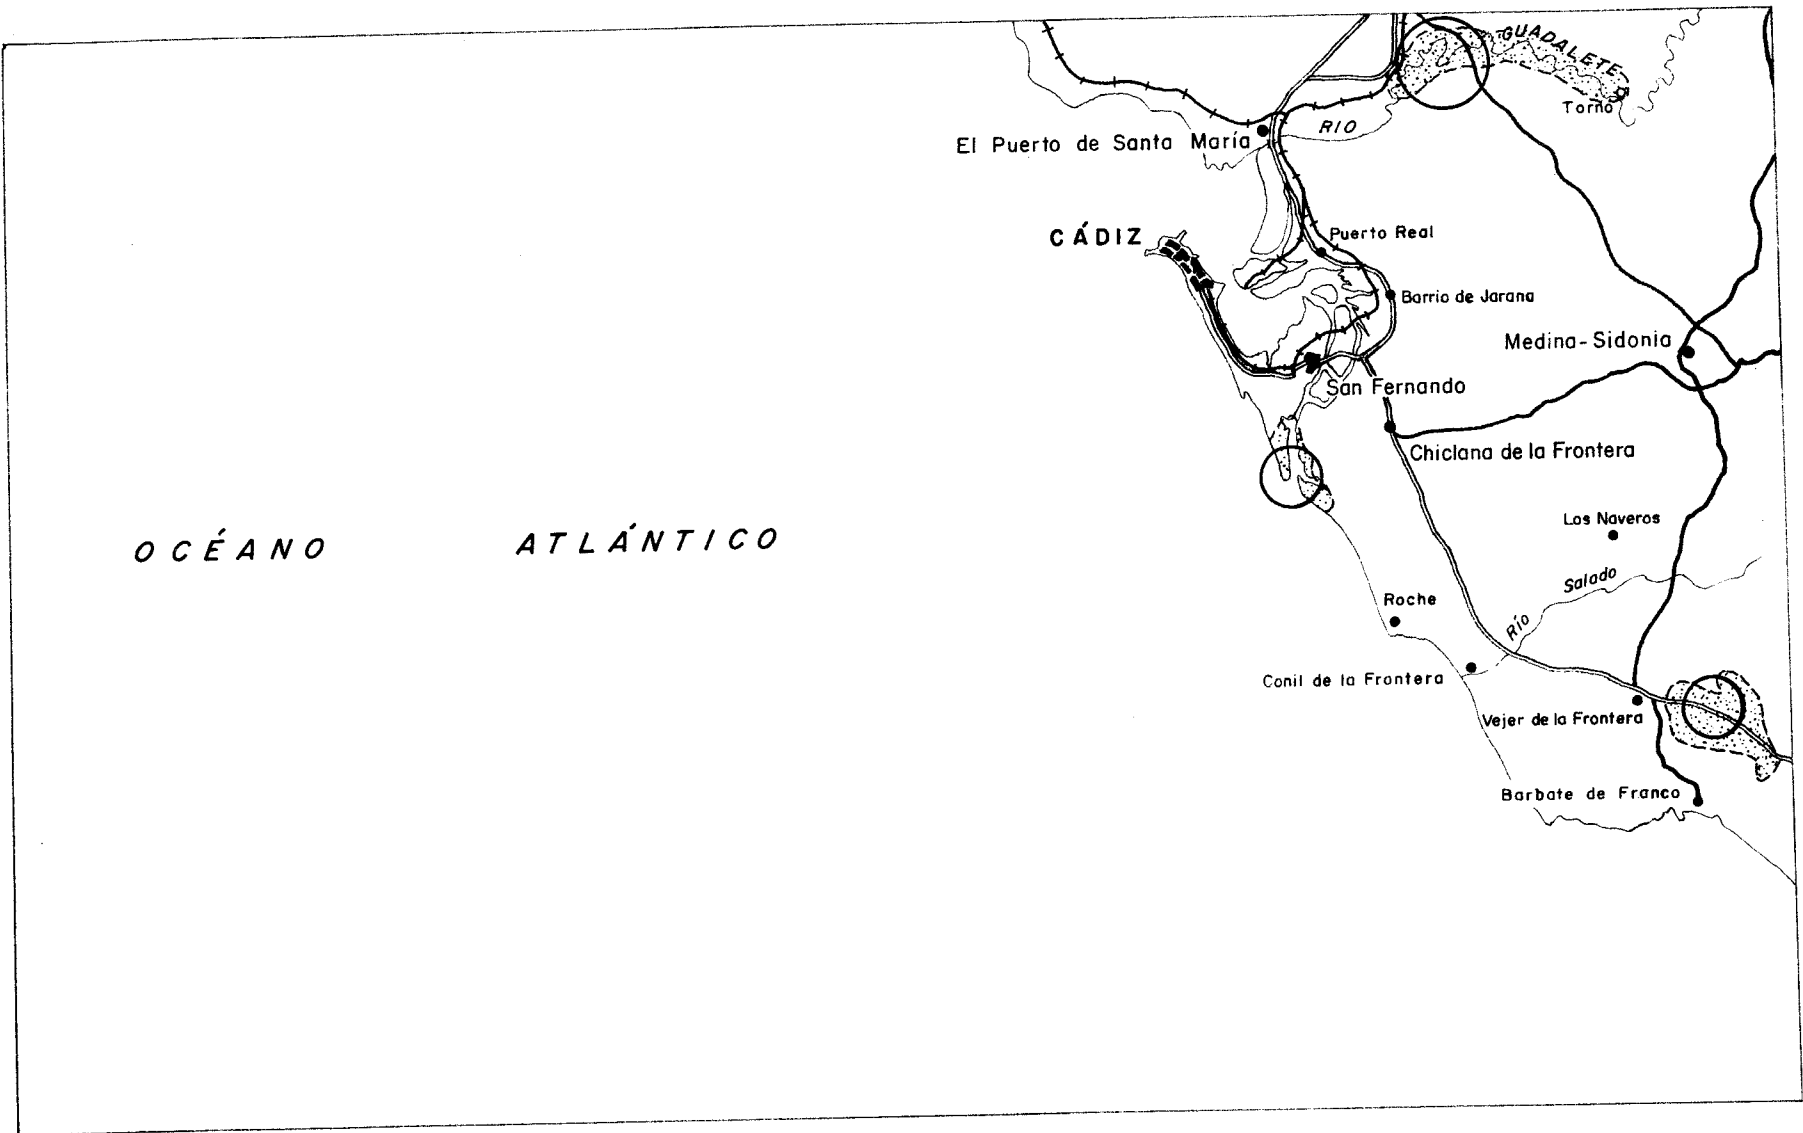 GUADALETE
Torno
RIO
El Puerto de Santa María
CÁDIZ
Puerto Real
Barrio de Jarana
Medina-Sidonia
San Fernando
Chiclana de la Frontera
Los Naveros
OCÉANO ATLÁNTICO
Salado
Roche
Río
Conil de la Frontera
Vejer de la Frontera
Barbate de Franco